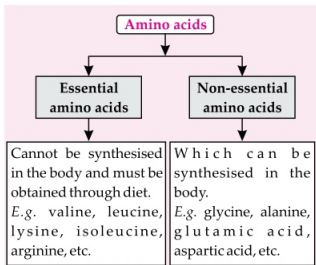 Amino acids
Essential
amino acids
Non-essential
amino acids
Cannot be synthesised
in the body and must be
obtained through diet.
E.g. valine, leucine,
lysine, isoleucine,
arginine, etc.
Which can be
synthesised in the
body.
E.g. glycine, alanine,
glutamic acid,
aspartic acid, etc.